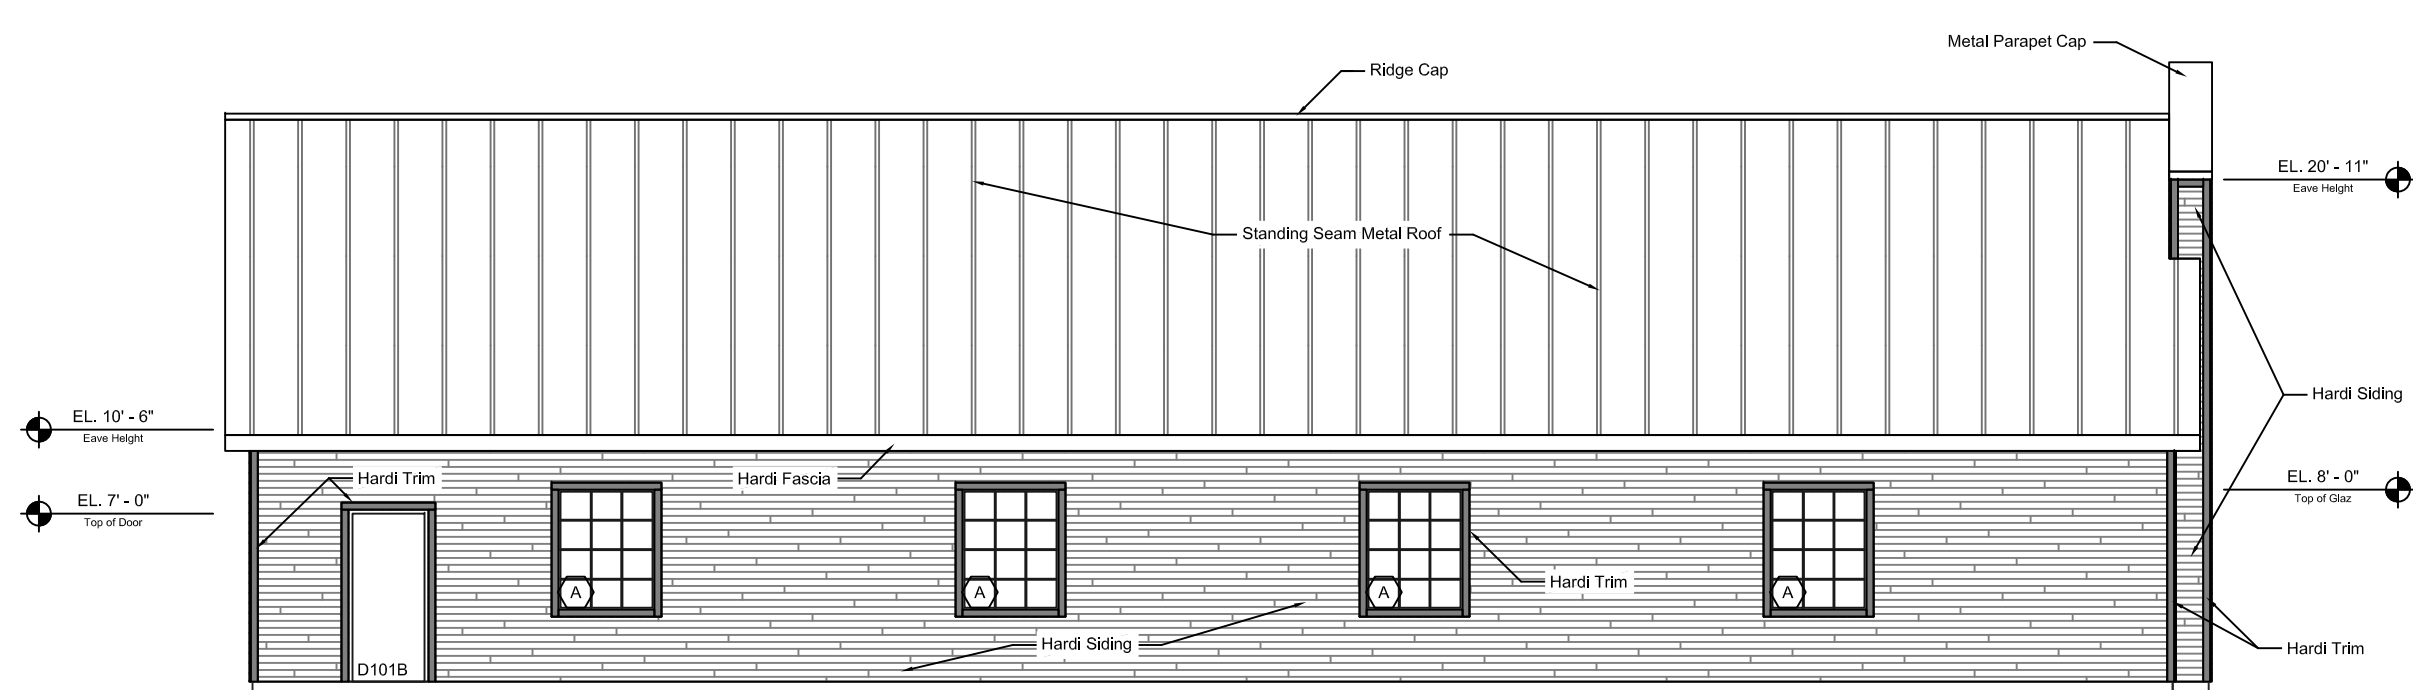 Metal Parapet Cap
Ridge Cap
EL. 20' - 11"
Eave Height
Standing Seam Metal Roof
Hardi Siding
EL. 10' - 6"
Eave Height
Hardi Trim
Hardi Fascia
EL. 8' - 0"
Top of Glaz
EL. 7' - 0"
Top of Door
Hardi Trim
A
A
A
A
Hardi Siding
Hardi Trim
D101B